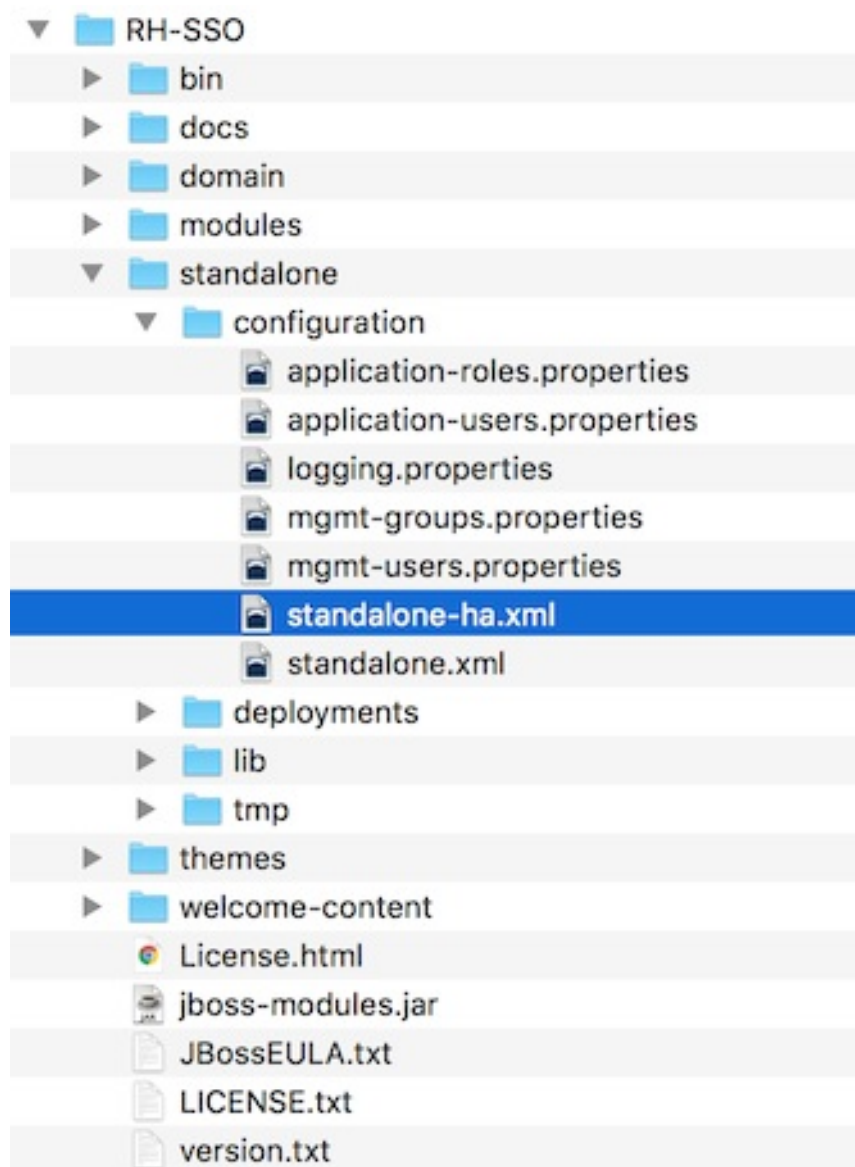 RH-SSO
bin
docs
domain
modules
standalone
configuration
application-roles.properties
application-users.properties
logging.properties
mgmt-groups.properties
mgmt-users.properties
standalone-ha.xml
standalone.xml
deployments
lib
tmp
themes
welcome-content
License.html
jboss-modules.jar
JBossEULA.txt
LICENSE.txt
version.txt